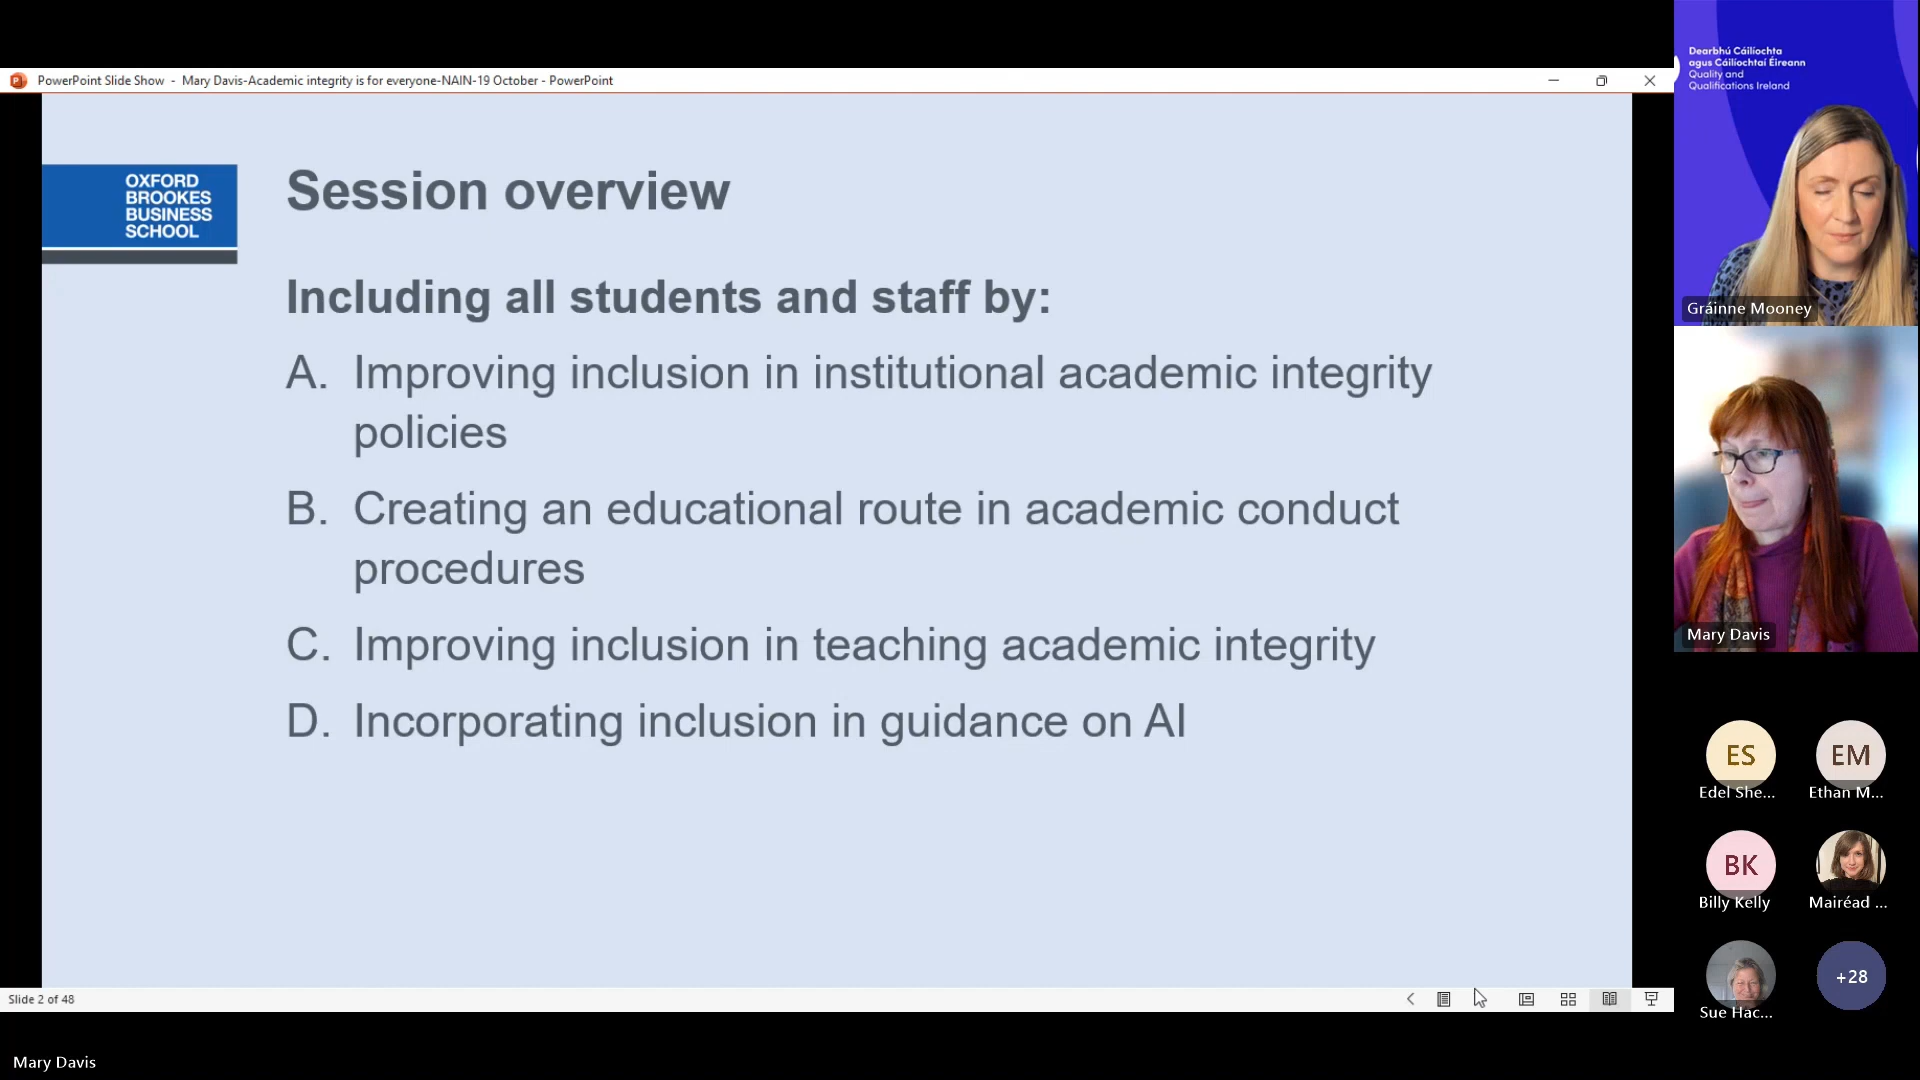 PowerPoint Slide Show - Mary Davis-Academic integrity is for everyone-NAIN-19 October - PowerPoint
OXFORD
BROOKES
BUSINESS
SCHOOL
Session overview
Including all students and staff by:
A. Improving inclusion in institutional academic integrity
policies
B. Creating an educational route in academic conduct
procedures
C. Improving inclusion in teaching academic integrity
D. Incorporating inclusion in guidance on AI
Slide 2 of 48
Mary Davis
Dearbhú Cáilíochta
agus Cáilíochtaí Éireann
Quality and
Qualifications Ireland
Gráinne Mooney
Mary Davis
ES
Edel She...
EM
Ethan M...
BK
Billy Kelly
Mairéad ...
Sue Hac...
+28